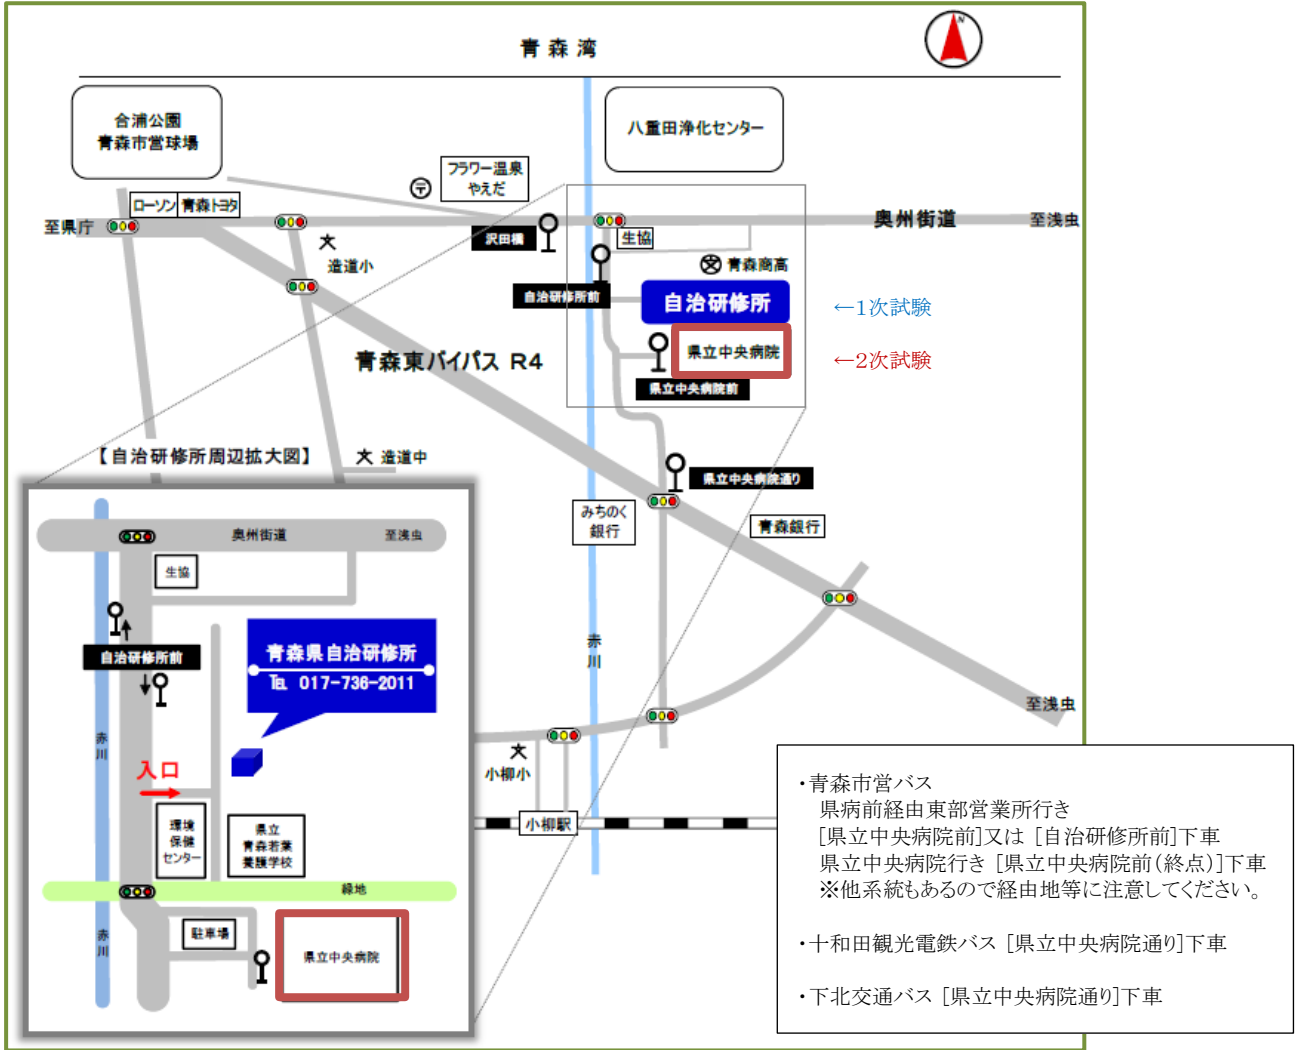 青森湾
N
合浦公園
青森市営球場
八重田浄化センター
フラワー温泉
やえだ
ローソン
青森トヨタ
至県庁
沢田橋
生協
奥州街道
至浅虫
造道小
青森商高
自治研修所前
自治研修所
←1次試験
県立中央病院
←2次試験
青森東バイパス R4
県立中央病院前
【自治研修所周辺拡大図】
造道中
県立中央病院通り
みちのく
銀行
青森銀行
赤川
至浅虫
小柳小
小柳駅
奥州街道
至浅虫
生協
自治研修所前
青森県自治研修所
℡ 017-736-2011
赤川
入口
環境
保健
センター
県立
青森若葉
養護学校
緑地
赤川
駐車場
県立中央病院
・青森市営バス
県病前経由東部営業所行き
[県立中央病院前]又は [自治研修所前]下車
県立中央病院行き [県立中央病院前(終点)]下車
※他系統もあるので経由地等に注意してください。
・十和田観光電鉄バス [県立中央病院通り]下車
・下北交通バス [県立中央病院通り]下車